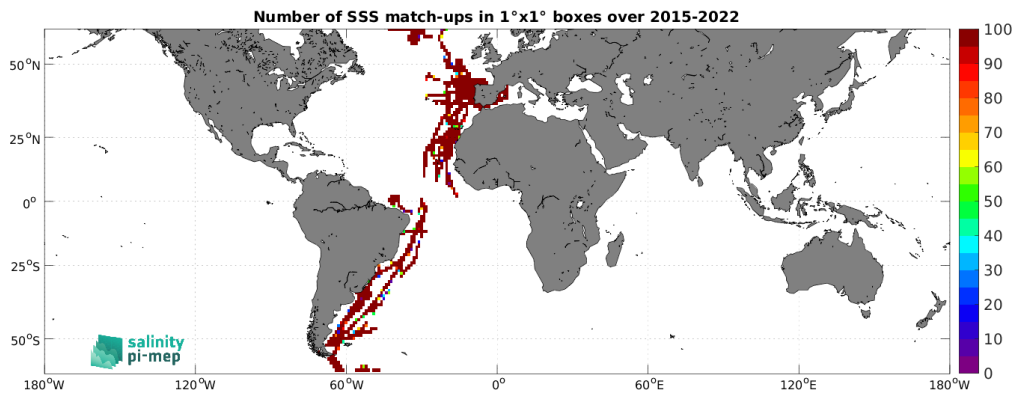 Number of SSS match-ups in 1°x1° boxes over 2015-2022
100
90
80
70
60
50
40
30
20
10
0
50°N
25°N
0°
25°S
50°S
salinity
pi-mep
180°W 120°W 60°W 0° 60°E 120°E 180°W